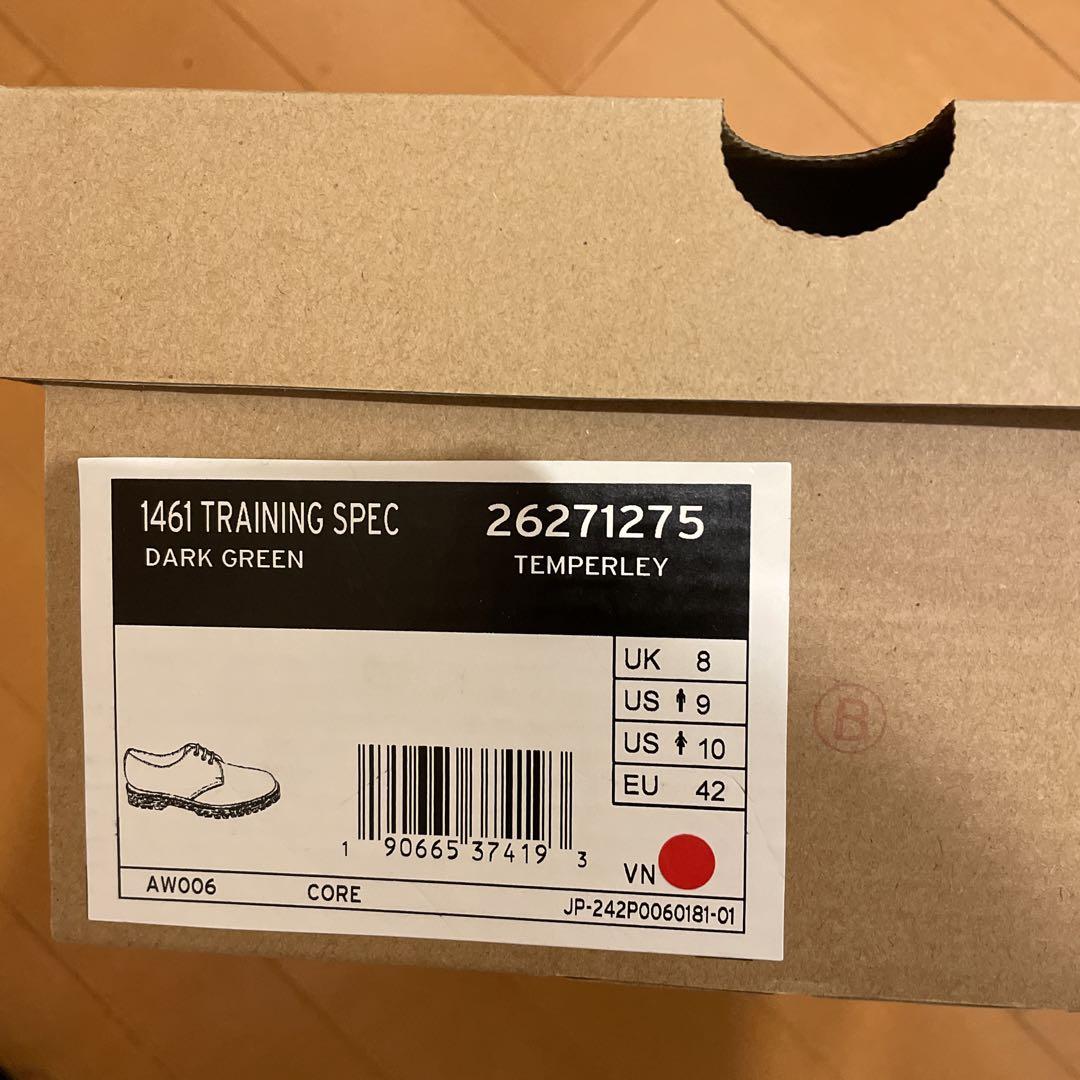 1461 TRAINING SPEC 26271275
DARK GREEN TEMPERLEY
UK 8
US 9
US 10
EU 42
1 90665 37419 3
VN
AW006 CORE JP-242P0060181-01
B